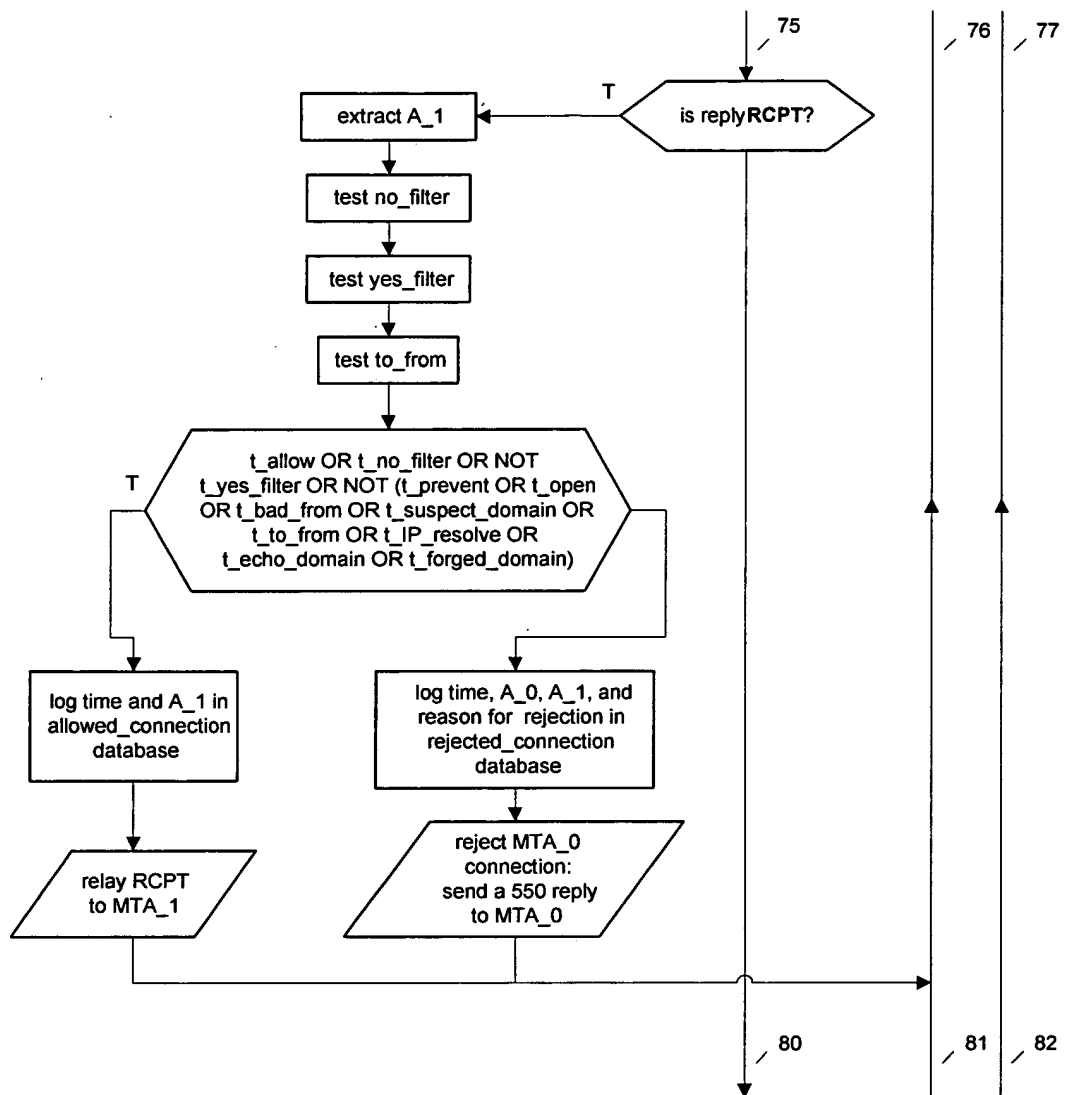 75
76
77
T
is replyRCPT?
extract A_1
test no_filter
test yes_filter
test to_from
T
t_allow OR t_no_filter OR NOT
t_yes_filter OR NOT (t_prevent OR t_open
OR t_bad_from OR t_suspect_domain OR
t_to_from OR t_IP_resolve OR
t_echo_domain OR t_forged_domain)
log time and A_1 in
allowed_connection
database
log time, A_0, A_1, and
reason for rejection in
rejected_connection
database
relay RCPT
to MTA_1
reject MTA_0
connection:
send a 550 reply
to MTA_0
80
81
82